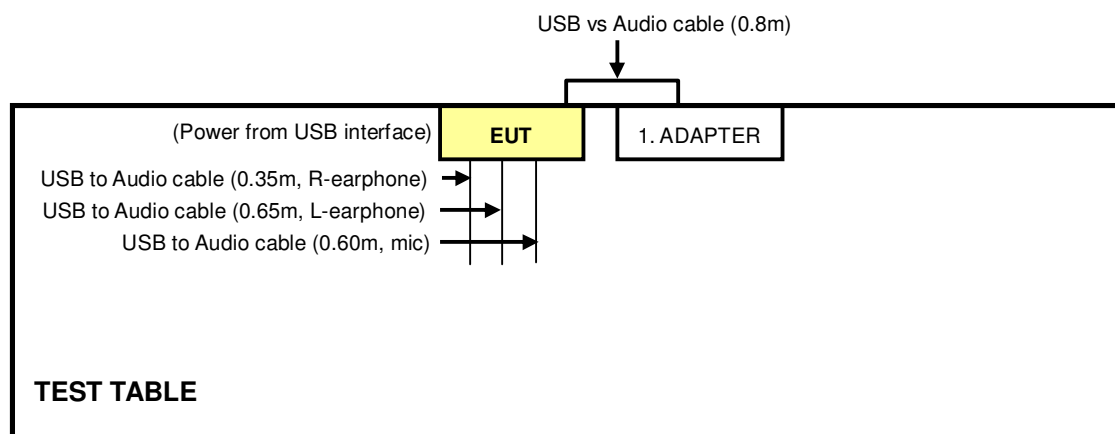 USB vs Audio cable (0.8m)
(Power from USB interface)
EUT
1. ADAPTER
USB to Audio cable (0.35m, R-earphone)
USB to Audio cable (0.65m, L-earphone)
USB to Audio cable (0.60m, mic)
TEST TABLE